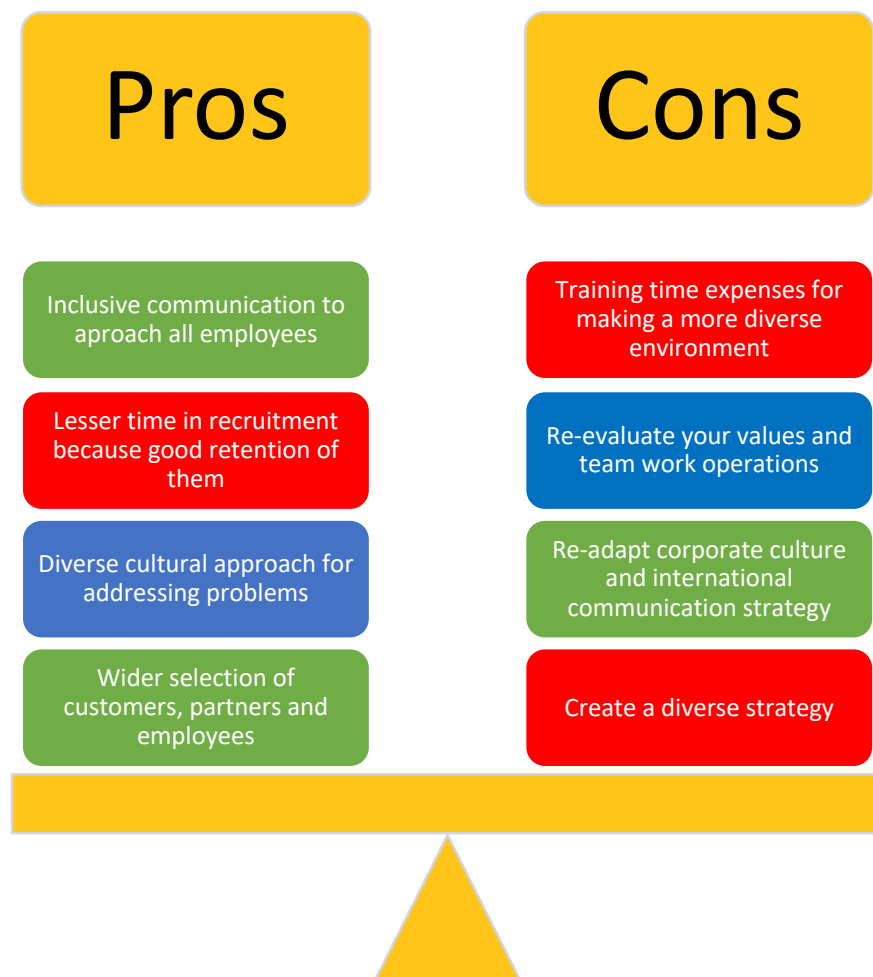 Pros
Inclusive communication to
aproach all employees
Lesser time in recruitment
because good retention of
them
Diverse cultural approach for
addressing problems
Wider selection of
customers, partners and
employees
Cons
Training time expenses for
making a more diverse
environment
Re-evaluate your values and
team work operations
Re-adapt corporate culture
and international
communication strategy
Create a diverse strategy